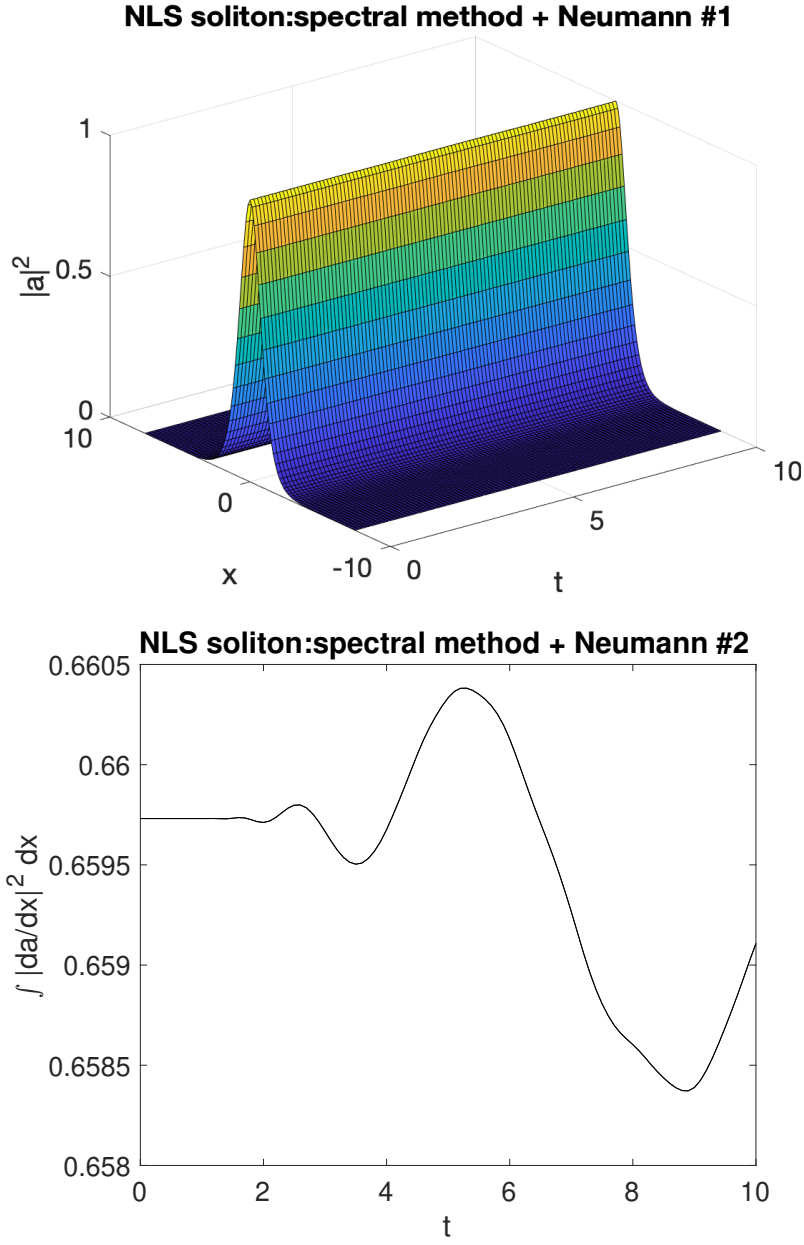 NLS soliton:spectral method + Neumann #1
1
0.5
0
|a|²
10
0
-10
x
0
5
10
t
NLS soliton:spectral method + Neumann #2
0.6605
0.66
0.6595
0.659
0.6585
0.658
∫ |da/dx|² dx
0 2 4 6 8 10
t